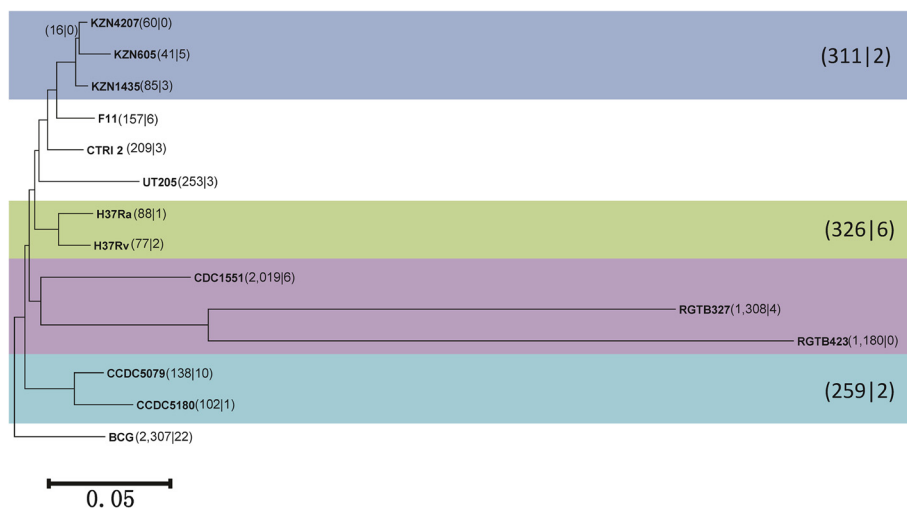 KZN4207(60|0)
(16|0)
KZN605(41|5)
(311|2)
KZN1435(85|3)
F11(157|6)
CTRI 2 (209|3)
UT205(253|3)
H37Ra(88|1)
(326|6)
H37Rv(77|2)
CDC1551(2,019|6)
RGTB327(1,308|4)
RGTB423(1,180|0)
CCDC5079(138|10)
(259|2)
CCDC5180(102|1)
BCG(2,307|22)
0.05